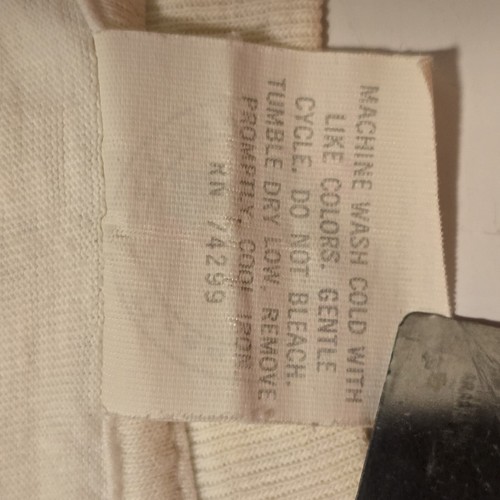 MACHINE WASH COLD WITH
LIKE COLORS. GENTLE
CYCLE. DO NOT BLEACH.
TUMBLE DRY LOW. REMOVE
PROMPTLY. COOL IRON
RN 74299